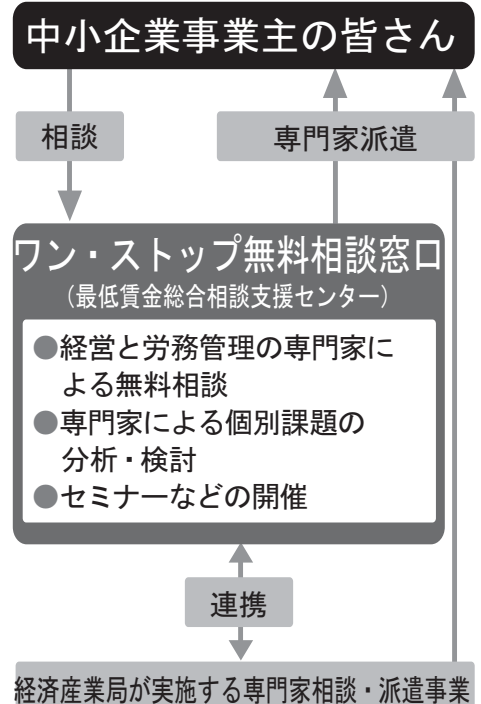 中小企業事業主の皆さん
相談
専門家派遣
ワン・ストップ無料相談窓口
（最低賃金総合相談支援センター）
●経営と労務管理の専門家に
よる無料相談
●専門家による個別課題の
分析・検討
●セミナーなどの開催
連携
経済産業局が実施する専門家相談・派遣事業